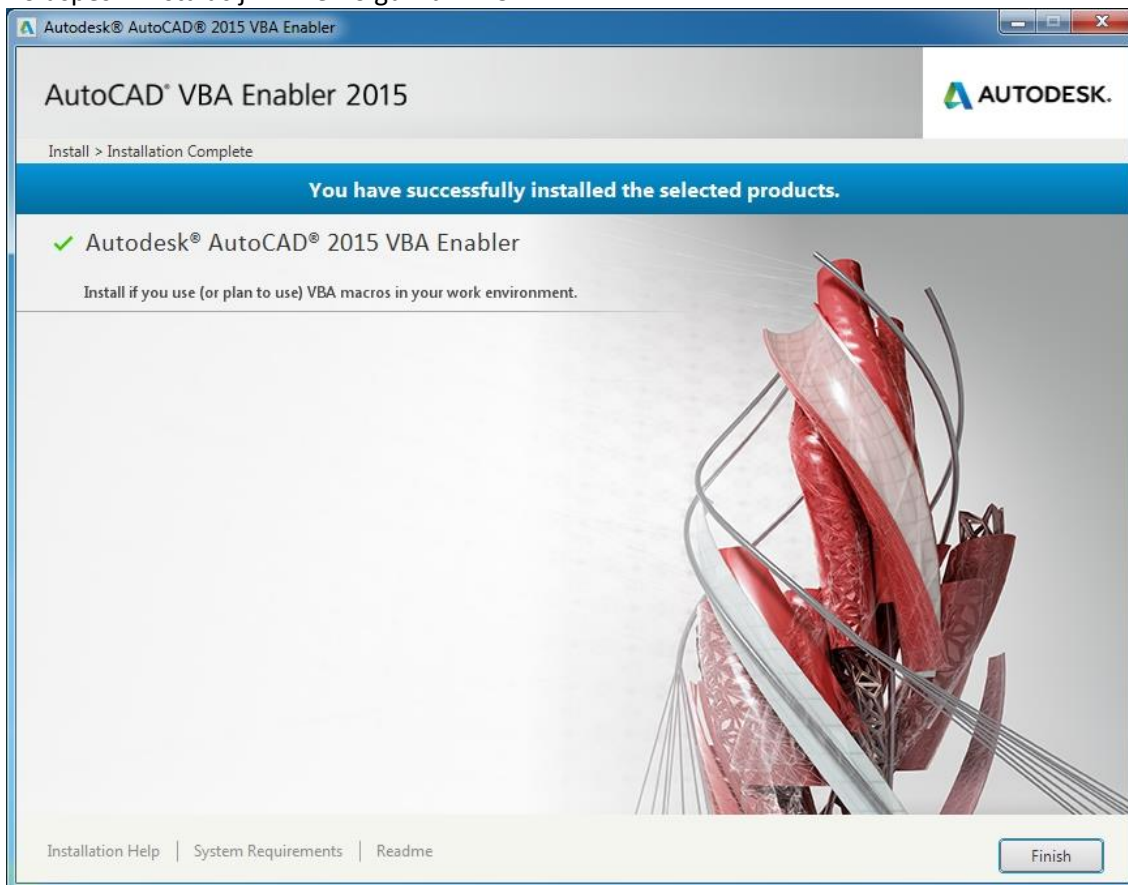 Autodesk® AutoCAD® 2015 VBA Enabler
AutoCAD® VBA Enabler 2015
AUTODESK.
Install > Installation Complete
You have successfully installed the selected products.
Autodesk® AutoCAD® 2015 VBA Enabler
Install if you use (or plan to use) VBA macros in your work environment.
Installation Help | System Requirements | Readme
Finish